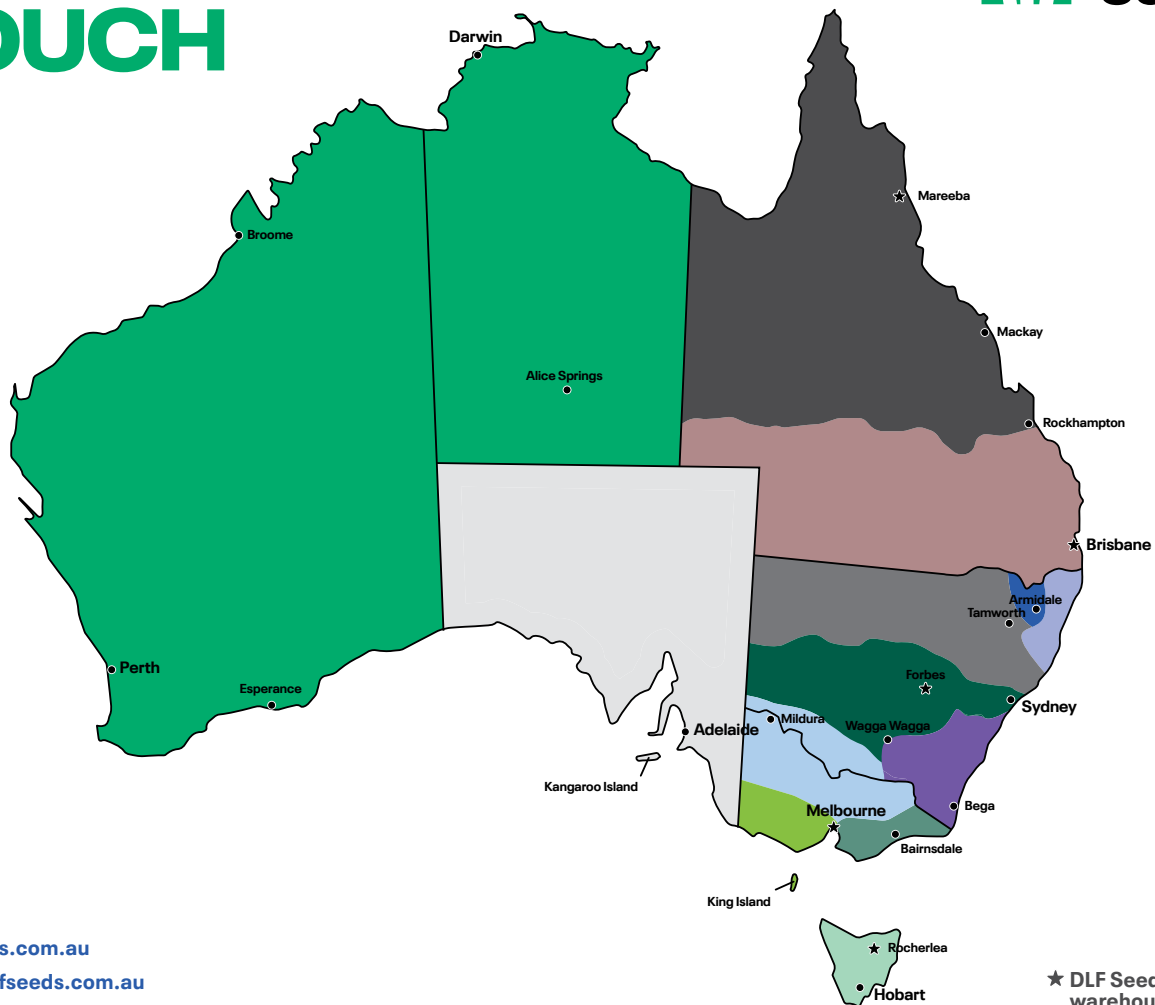 OUCH
Darwin
Mareeba
Broome
Mackay
Alice Springs
Rockhampton
Brisbane
Armidale
Tamworth
Perth
Forbes
Esperance
Sydney
Mildura
Wagga Wagga
Adelaide
Kangaroo Island
Bega
Melbourne
Bairnsdale
King Island
s.com.au
Rocherlea
fseeds.com.au
Hobart
★ DLF Seed
warehou